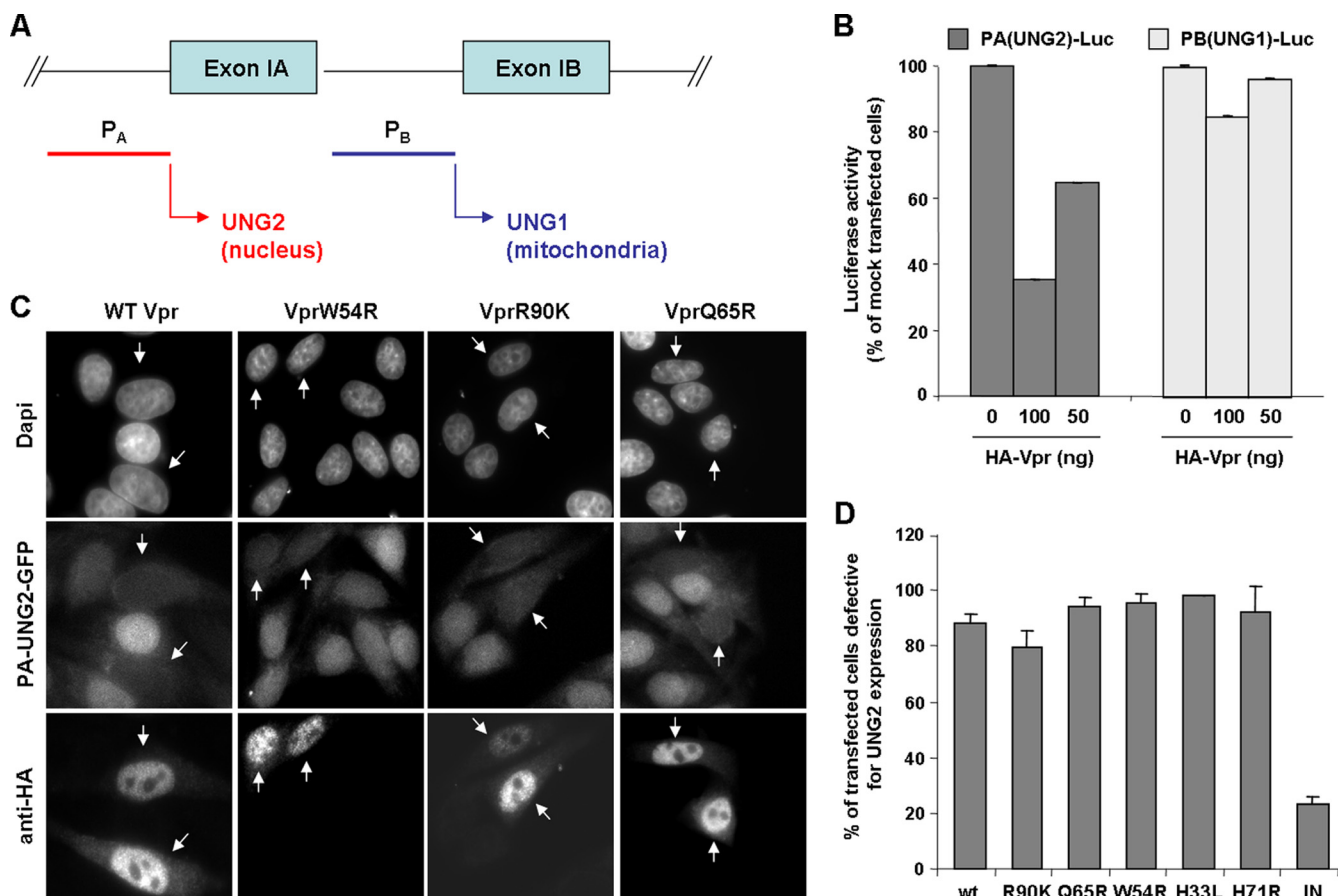 A
Exon IA
Exon IB
PA
PB
UNG2
(nucleus)
UNG1
(mitochondria)
B
PA(UNG2)-Luc
PB(UNG1)-Luc
Luciferase activity
(% of mock transfected cells)
100
80
60
40
20
0
0 100 50
0 100 50
HA-Vpr (ng)
HA-Vpr (ng)
C
WT Vpr
VprW54R
VprR90K
VprQ65R
Dapi
PA-UNG2-GFP
anti-HA
D
% of transfected cells defective
for UNG2 expression
120
100
80
60
40
20
0
wt R90K Q65R W54R H33L H71R IN